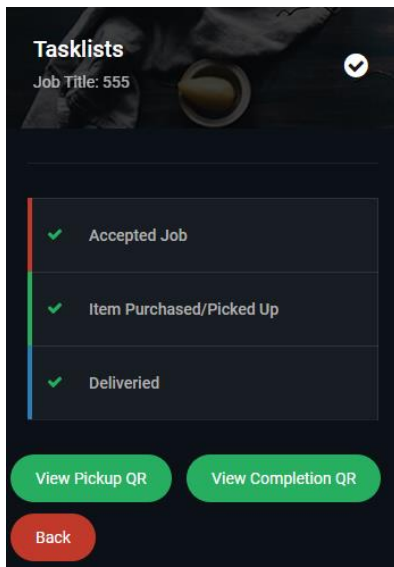 Tasklists
Job Title: 555
Accepted Job
Item Purchased/Picked Up
Deliveried
View Pickup QR
View Completion QR
Back